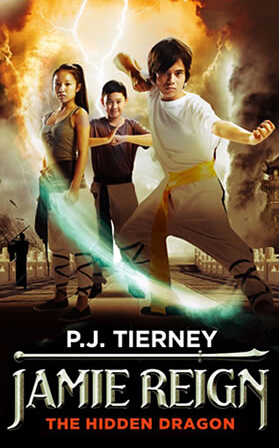 P.J. TIERNEY
JAMIE REIGN
THE HIDDEN DRAGON